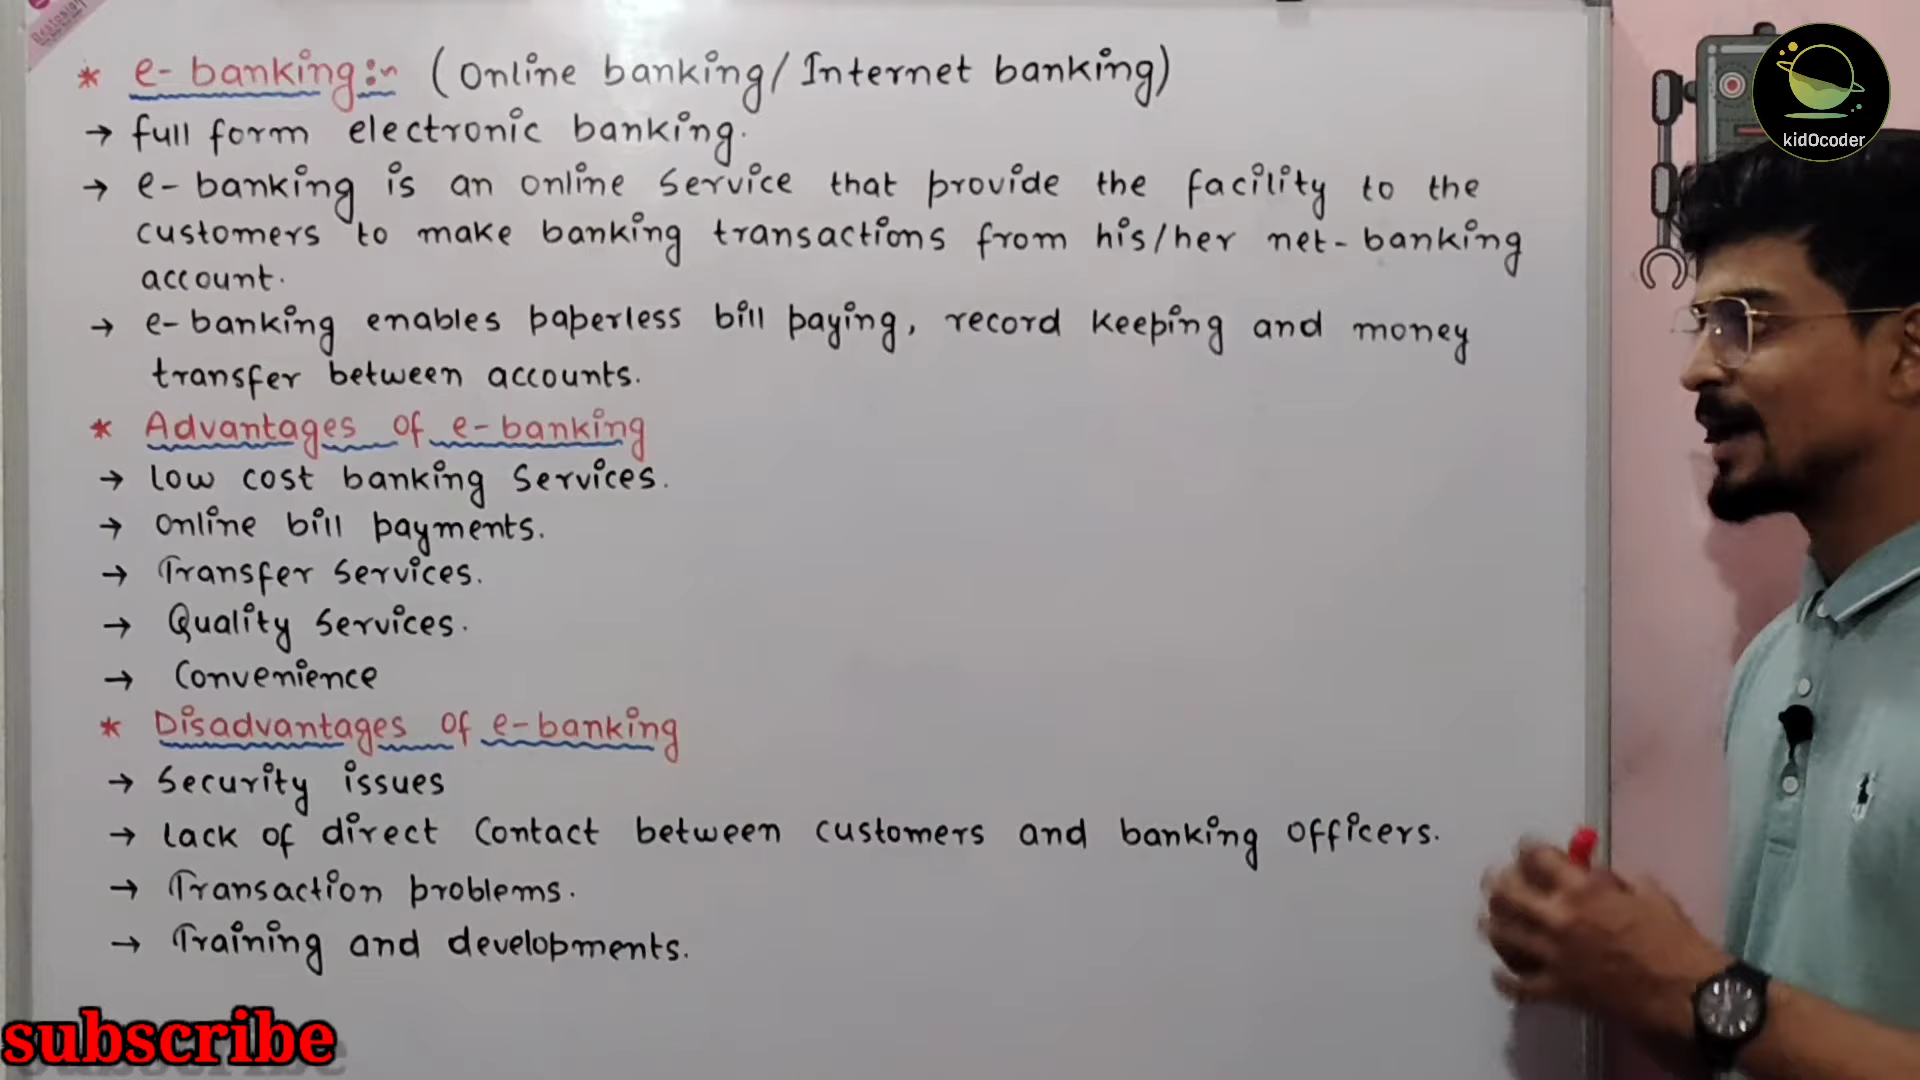 * e-banking:- (Online banking/Internet banking)
→ full form electronic banking.
→ e-banking is an online service that provide the facility to the
customers to make banking transactions from his/her net-banking
account.
→ e-banking enables paperless bill paying, record keeping and money
transfer between accounts.
* Advantages of e-banking
→ Low cost banking services.
→ Online bill payments.
→ Transfer services.
→ Quality services.
→ Convenience
* Disadvantages of e-banking
→ Security issues
→ Lack of direct contact between customers and banking officers.
→ Transaction problems.
→ Training and developments.
kidOcoder
subscribe